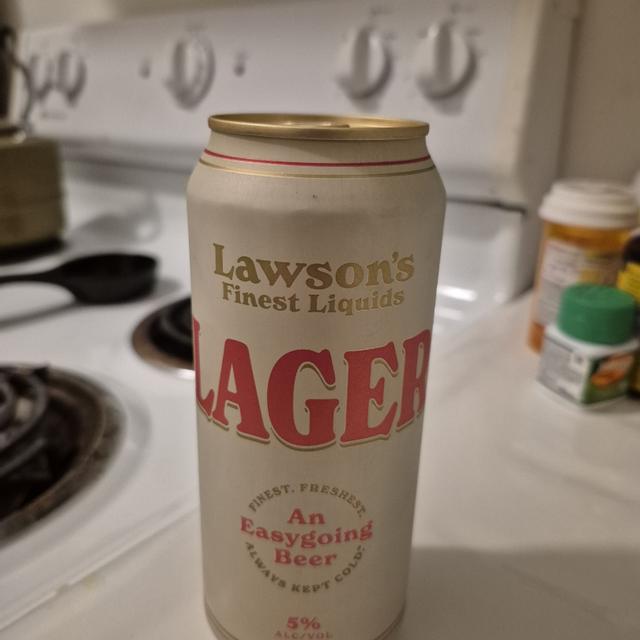 Lawson's
Finest Liquids
LAGER
FINEST. FRESHEST.
An
Easygoing
Beer
ALWAYS KEPT COLD.
5%
ALC/VOL